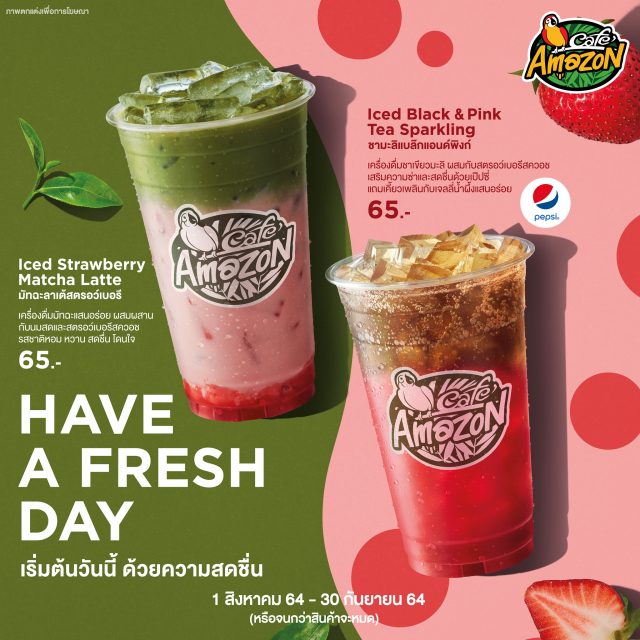 ภาพตกแต่งเพื่อการโฆษณา
Café
Amazon
Iced Black & Pink
Tea Sparkling
ชามะลิแบล๊กแอนด์พิงก์
เครื่องดื่มชาเขียวมะลิ ผสมกับสตรอว์เบอรีสควอช
เสริมความซ่าและสดชื่นด้วยเป๊ปซี่
แถมเคี้ยวเพลินกับเจลลี่น้ำผึ้งแสนอร่อย
65.-
pepsi
Café
Amazon
Iced Strawberry
Matcha Latte
มัทฉะลาเต้สตรอว์เบอรี
เครื่องดื่มมัทฉะแสนอร่อย ผสมผสาน
กับนมสดและสตรอว์เบอรีสควอช
รสชาติหอม หวาน สดชื่น โดนใจ
65.-
Café
Amazon
HAVE
A FRESH
DAY
เริ่มต้นวันนี้ ด้วยความสดชื่น
1 สิงหาคม 64 - 30 กันยายน 64
(หรือจนกว่าสินค้าจะหมด)